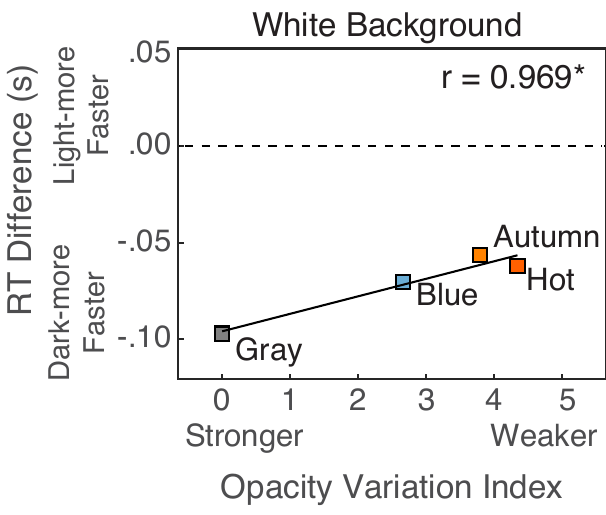 White Background
RT Difference (s)
Light-more
Faster
Dark-more
Faster
.05
.00
-.05
-.10
r = 0.969*
Autumn
Hot
Blue
Gray
0 1 2 3 4 5
Stronger Weaker
Opacity Variation Index